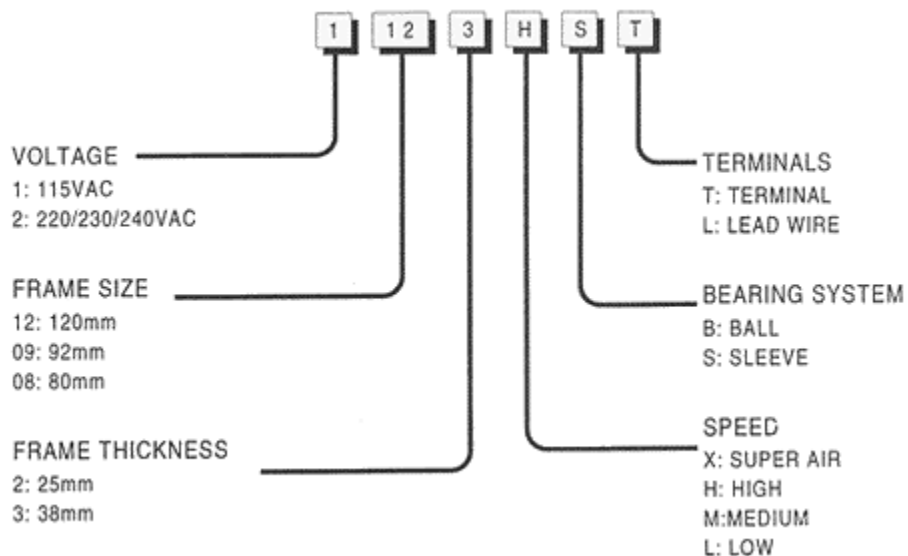 1 12 3 H S T
VOLTAGE
1: 115VAC
2: 220/230/240VAC
FRAME SIZE
12: 120mm
09: 92mm
08: 80mm
FRAME THICKNESS
2: 25mm
3: 38mm
TERMINALS
T: TERMINAL
L: LEAD WIRE
BEARING SYSTEM
B: BALL
S: SLEEVE
SPEED
X: SUPER AIR
H: HIGH
M:MEDIUM
L: LOW